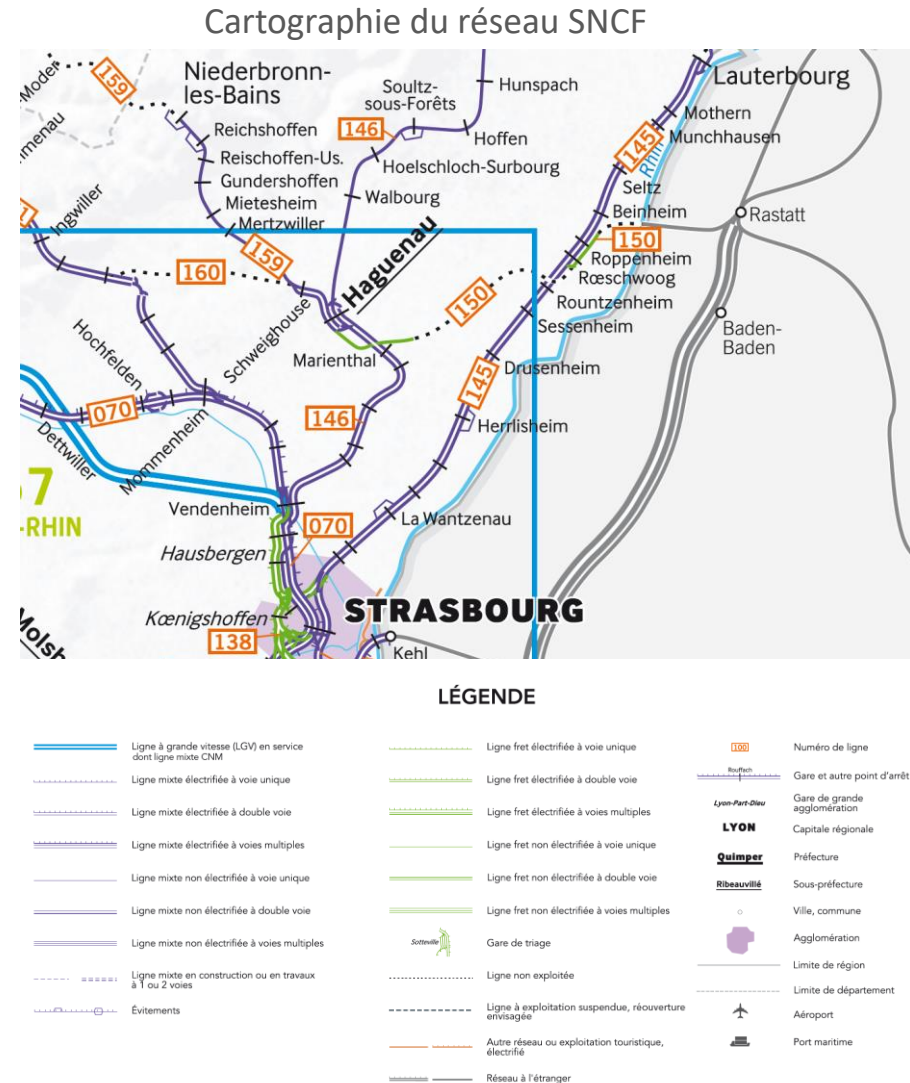 Cartographie du réseau SNCF
-Moder
159
Niederbronn-
les-Bains
Soultz-
sous-Forêts
Hunspach
Lauterbourg
Reichshoffen
146
Hoffen
Mothern
Munchhausen
145
Rhin
Reischoffen-Us.
Hoelschloch-Surbourg
Gundershoffen
Walbourg
Seltz
Mietesheim
Beinheim
Rastatt
Ingwiller
Mertzwiller
159
150
160
Haguenau
Roppenheim
Rœschwoog
150
Rountzenheim
Schweighouse
Sessenheim
Baden-
Baden
Hochfelden
Marienthal
Drusenheim
145
070
146
Herrlisheim
Dettwiller
Mommenheim
7
-RHIN
Vendenheim
070
La Wantzenau
Hausbergen
Kœnigshoffen
STRASBOURG
138
Molsh
Kehl
LÉGENDE
Ligne à grande vitesse (LGV) en service
dont ligne mixte CNM
Ligne mixte électrifiée à voie unique
Ligne mixte électrifiée à double voie
Ligne mixte électrifiée à voies multiples
Ligne mixte non électrifiée à voie unique
Ligne mixte non électrifiée à double voie
Ligne mixte non électrifiée à voies multiples
Ligne mixte en construction ou en travaux
à 1 ou 2 voies
Évitements
Ligne fret électrifiée à voie unique
Ligne fret électrifiée à double voie
Ligne fret électrifiée à voies multiples
Ligne fret non électrifiée à voie unique
Ligne fret non électrifiée à double voie
Ligne fret non électrifiée à voies multiples
Sotteville
Gare de triage
Ligne non exploitée
Ligne à exploitation suspendue, réouverture
envisagée
Autre réseau ou exploitation touristique,
électrifié
Réseau à l'étranger
100
Numéro de ligne
Rouffach
Gare et autre point d'arrêt
Lyon-Part-Dieu
Gare de grande
agglomération
LYON
Capitale régionale
Quimper
Préfecture
Ribeauvillé
Sous-préfecture
Ville, commune
Agglomération
Limite de région
Limite de département
Aéroport
Port maritime